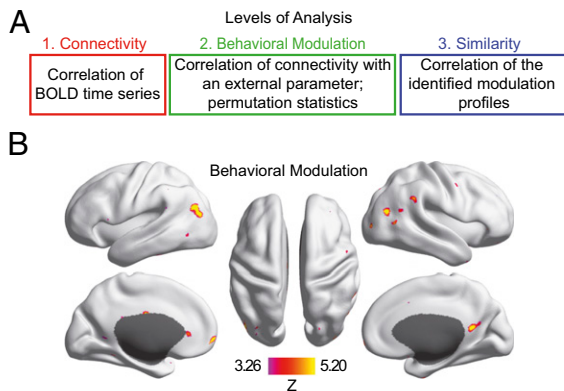 A
Levels of Analysis
1. Connectivity
2. Behavioral Modulation
3. Similarity
Correlation of
BOLD time series
Correlation of connectivity with
an external parameter;
permutation statistics
Correlation of the
identified modulation
profiles
B
Behavioral Modulation
3.26
5.20
Z